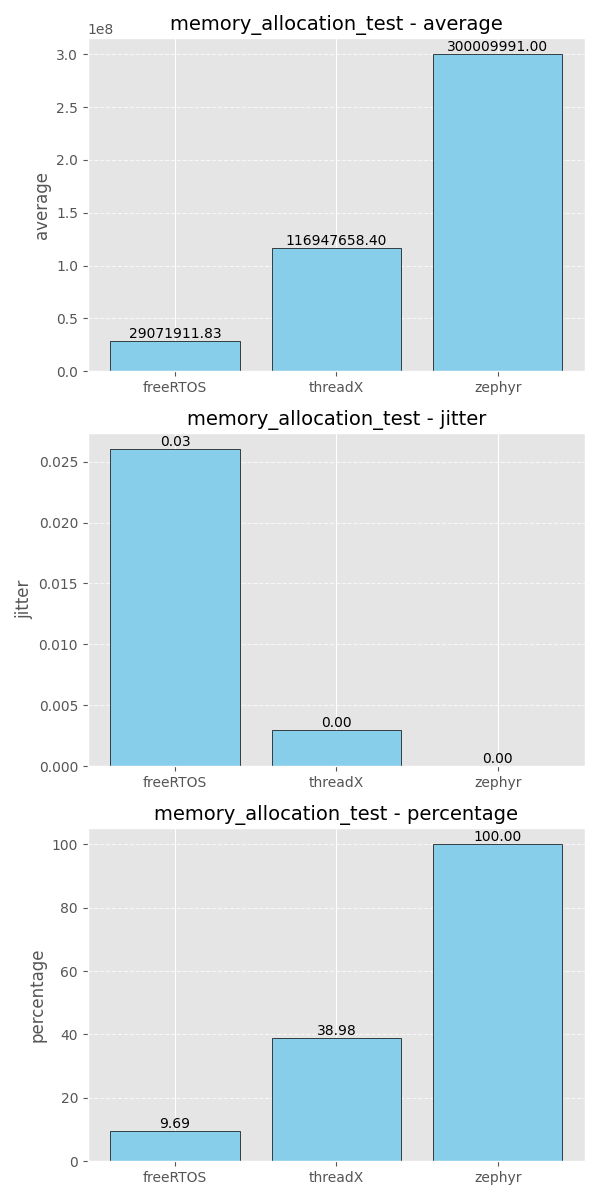 memory_allocation_test - average
1e8
300009991.00
3.0
2.5
2.0
1.5
1.0
0.5
0.0
116947658.40
29071911.83
average
freeRTOS threadX zephyr
memory_allocation_test - jitter
0.03
0.025
0.020
0.015
0.010
0.005
0.000
0.00
0.00
jitter
freeRTOS threadX zephyr
memory_allocation_test - percentage
100.00
100
80
60
40
20
0
38.98
9.69
percentage
freeRTOS threadX zephyr